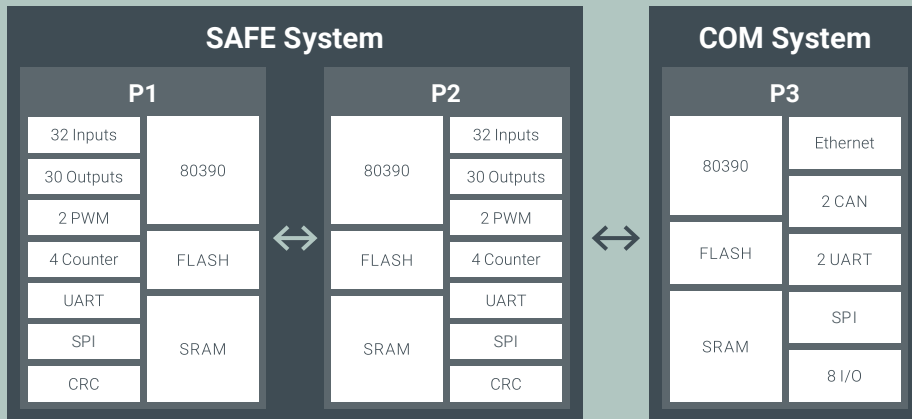 SAFE System
P1
32 Inputs
30 Outputs
2 PWM
4 Counter
UART
SPI
CRC
80390
FLASH
SRAM
P2
80390
FLASH
SRAM
32 Inputs
30 Outputs
2 PWM
4 Counter
UART
SPI
CRC
COM System
P3
80390
FLASH
SRAM
Ethernet
2 CAN
2 UART
SPI
8 I/O